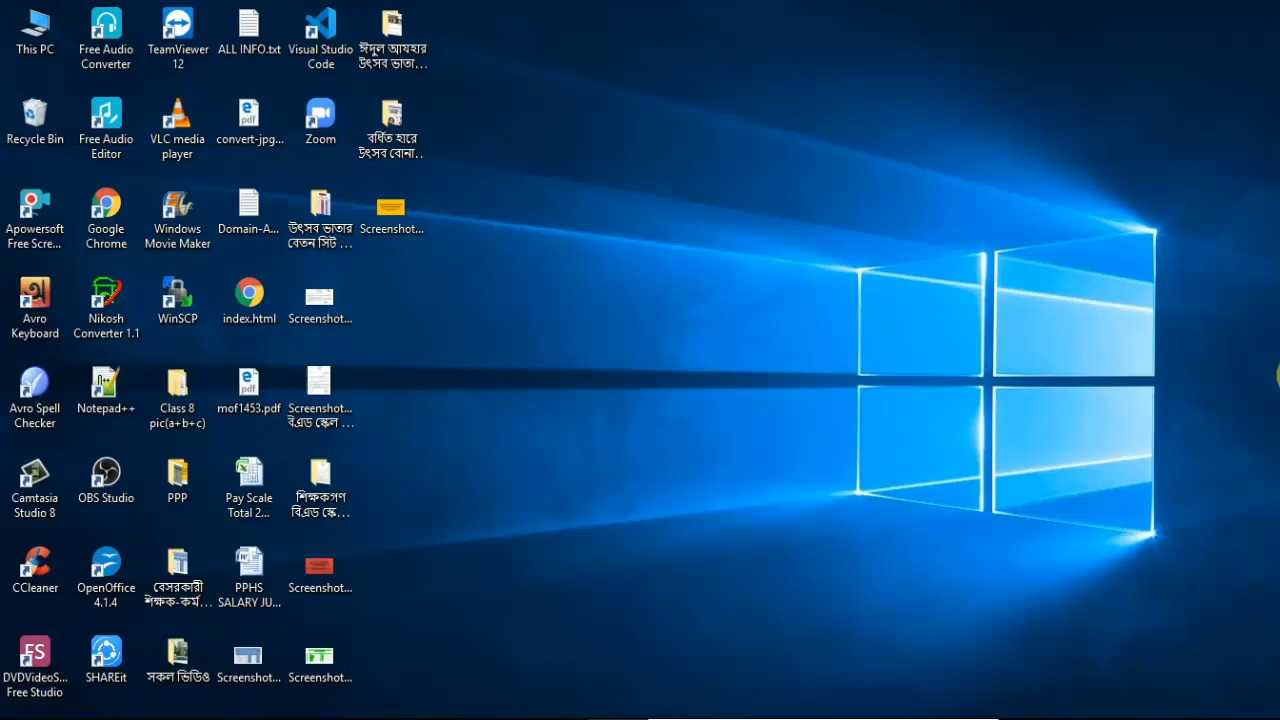 This PC
Free Audio
Converter
TeamViewer
12
ALL INFO.txt
Visual Studio
Code
ঈদুল আযহার
উৎসব ভাতা...
Recycle Bin
Free Audio
Editor
VLC media
player
convert-jpg...
Zoom
বর্ধিত হারে
উৎসব বোনা...
Apowersoft
Free Scre...
Google
Chrome
Windows
Movie Maker
Domain-A...
উৎসব ভাতার
বেতন সিট ...
Screenshot...
Avro
Keyboard
Nikosh
Converter 1.1
WinSCP
index.html
Screenshot...
Avro Spell
Checker
Notepad++
Class 8
pic(a+b+c)
mof1453.pdf
Screenshot...
বিএড স্কেল ...
Camtasia
Studio 8
OBS Studio
PPP
Pay Scale
Total 2...
শিক্ষকগণ
বিএড স্কে...
CCleaner
OpenOffice
4.1.4
বেসরকারী
শিক্ষক-কর্ম...
PPHS
SALARY JU...
Screenshot...
DVDVideoS...
Free Studio
SHAREit
সকল ভিডিও
Screenshot...
Screenshot...